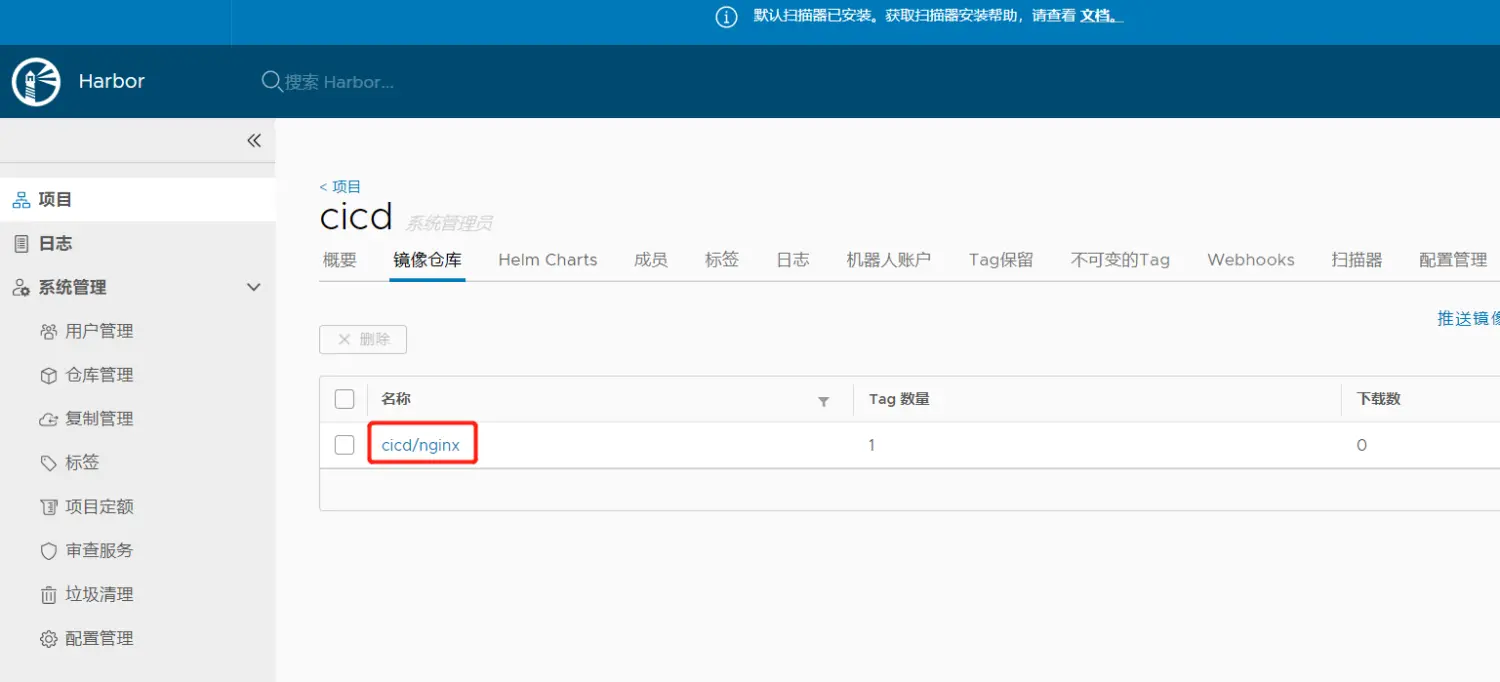 默认扫描器已安装。获取扫描器安装帮助，请查看 文档。
Harbor
搜索 Harbor...
项目
日志
系统管理
用户管理
仓库管理
复制管理
标签
项目定额
审查服务
垃圾清理
配置管理
< 项目
cicd 系统管理员
概要 镜像仓库 Helm Charts 成员 标签 日志 机器人账户 Tag保留 不可变的Tag Webhooks 扫描器 配置管理
推送镜像
× 删除
名称 Tag 数量 下载数
cicd/nginx 1 0